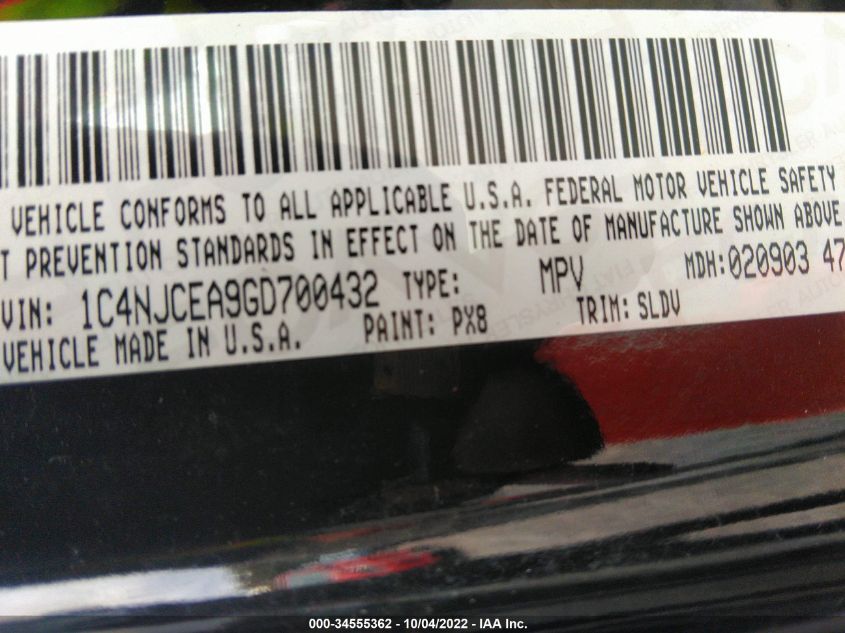 VEHICLE CONFORMS TO ALL APPLICABLE U.S.A. FEDERAL MOTOR VEHICLE SAFETY
T PREVENTION STANDARDS IN EFFECT ON THE DATE OF MANUFACTURE SHOWN ABOVE
VIN: 1C4NJCEA9GD700432 TYPE: MPV MDH:020903 47
VEHICLE MADE IN U.S.A. PAINT: PX8 TRIM: SLDV
000-34555362 - 10/04/2022 - IAA Inc.